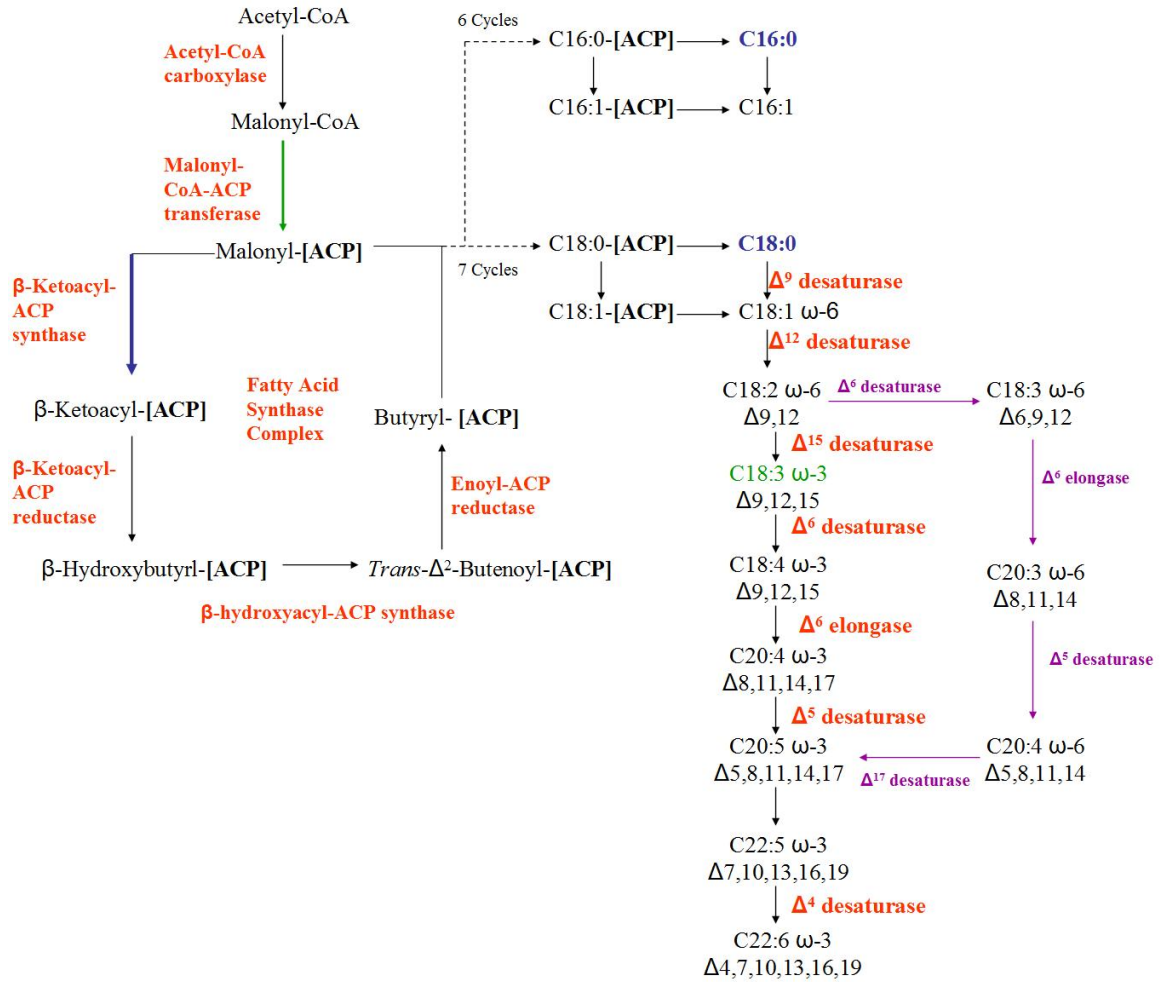 Acetyl-CoA
Acetyl-CoA
carboxylase
Malonyl-CoA
Malonyl-
CoA-ACP
transferase
Malonyl-[ACP]
β-Ketoacyl-
ACP
synthase
β-Ketoacyl-[ACP]
β-Ketoacyl-
ACP
reductase
β-Hydroxybutyrl-[ACP]
β-hydroxyacyl-ACP synthase
Trans-Δ²-Butenoyl-[ACP]
Enoyl-ACP
reductase
Butyryl- [ACP]
Fatty Acid
Synthase
Complex
6 Cycles
C16:0-[ACP]
C16:0
C16:1-[ACP]
C16:1
7 Cycles
C18:0-[ACP]
C18:0
Δ⁹ desaturase
C18:1-[ACP]
C18:1 ω-6
Δ¹² desaturase
C18:2 ω-6
Δ9,12
Δ⁶ desaturase
C18:3 ω-6
Δ6,9,12
Δ¹⁵ desaturase
C18:3 ω-3
Δ9,12,15
Δ⁶ elongase
Δ⁶ desaturase
C18:4 ω-3
Δ9,12,15
C20:3 ω-6
Δ8,11,14
Δ⁶ elongase
C20:4 ω-3
Δ8,11,14,17
Δ⁵ desaturase
Δ⁵ desaturase
C20:5 ω-3
Δ5,8,11,14,17
Δ¹⁷ desaturase
C20:4 ω-6
Δ5,8,11,14
C22:5 ω-3
Δ7,10,13,16,19
Δ⁴ desaturase
C22:6 ω-3
Δ4,7,10,13,16,19